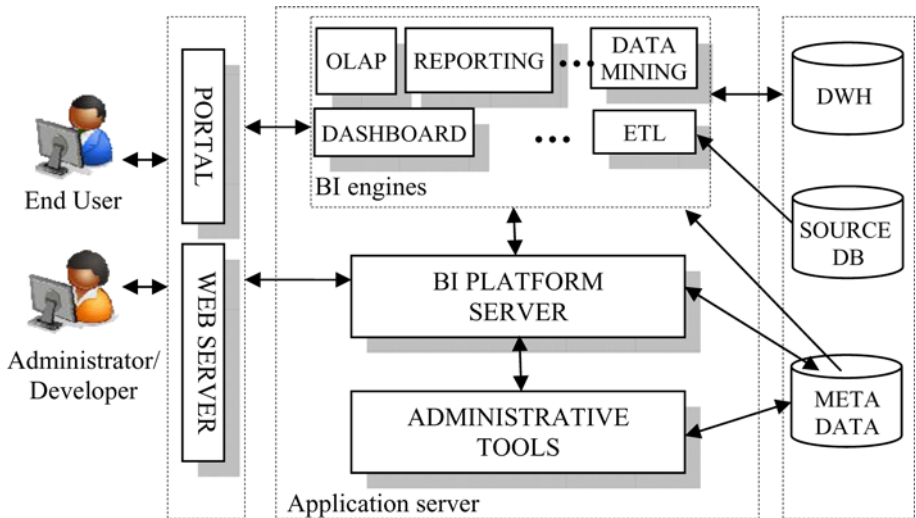 End User
Administrator/
Developer
PORTAL
WEB SERVER
OLAP
REPORTING
DATA
MINING
DASHBOARD
ETL
BI engines
BI PLATFORM
SERVER
ADMINISTRATIVE
TOOLS
Application server
DWH
SOURCE
DB
META
DATA